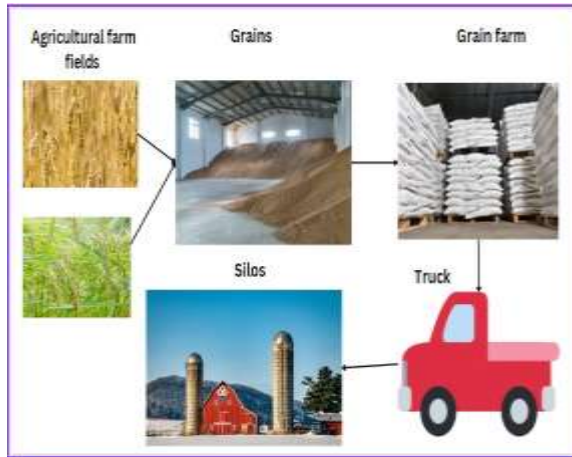 Agricultural farm
fields
Grains
Grain farm
Silos
Truck